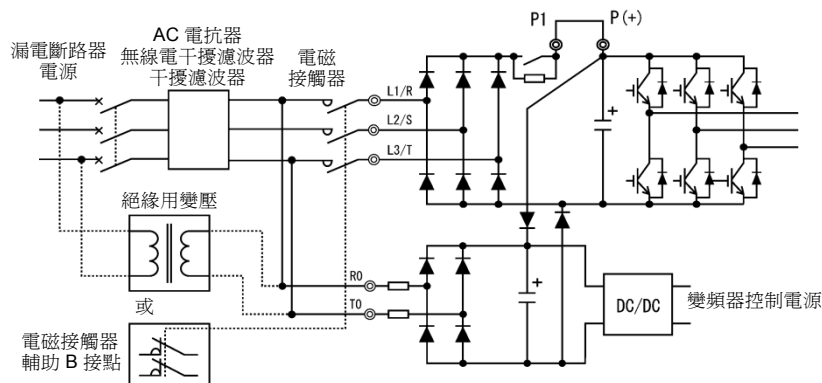 漏電斷路器
電源
AC 電抗器
無線電干擾濾波器
干擾濾波器
電磁
接觸器
P1
P(+)
L1/R
L2/S
L3/T
+
絕緣用變壓
或
電磁接觸器
輔助 B 接點
R0
T0
+
DC/DC
變頻器控制電源